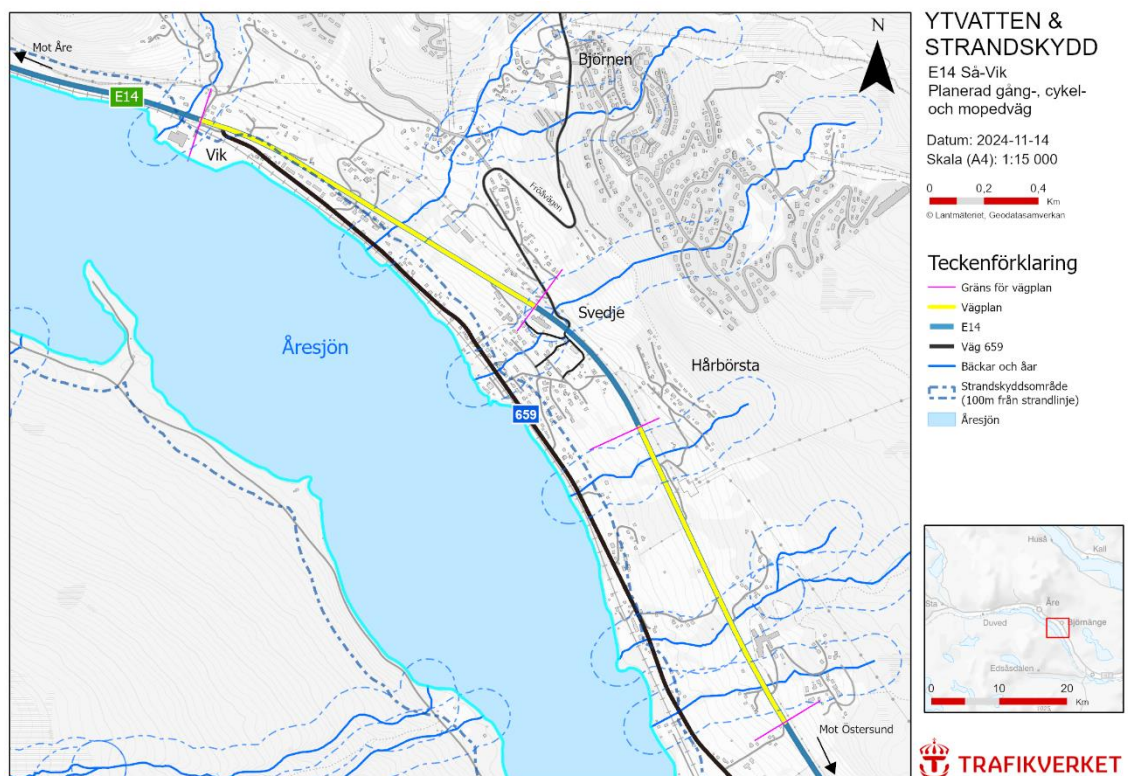 Mot Åre
E14
Vik
Björnen
N
Frödvägen
Svedje
Åresjön
Hårbörsta
659
Mot Östersund
YTVATTEN &
STRANDSKYDD
E14 Så-Vik
Planerad gång-, cykel-
och mopedväg
Datum: 2024-11-14
Skala (A4): 1:15 000
0 0,2 0,4
Km
© Lantmäteriet, Geodatasamverkan
Teckenförklaring
Gräns för vägplan
Vägplan
E14
Väg 659
Bäckar och åar
Strandskyddsområde
(100m från strandlinje)
Åresjön
Huså
Kall
Sta
Åre
Duved
Björnänge
Edsåsdalen
0 10 20
Km
TRAFIKVERKET